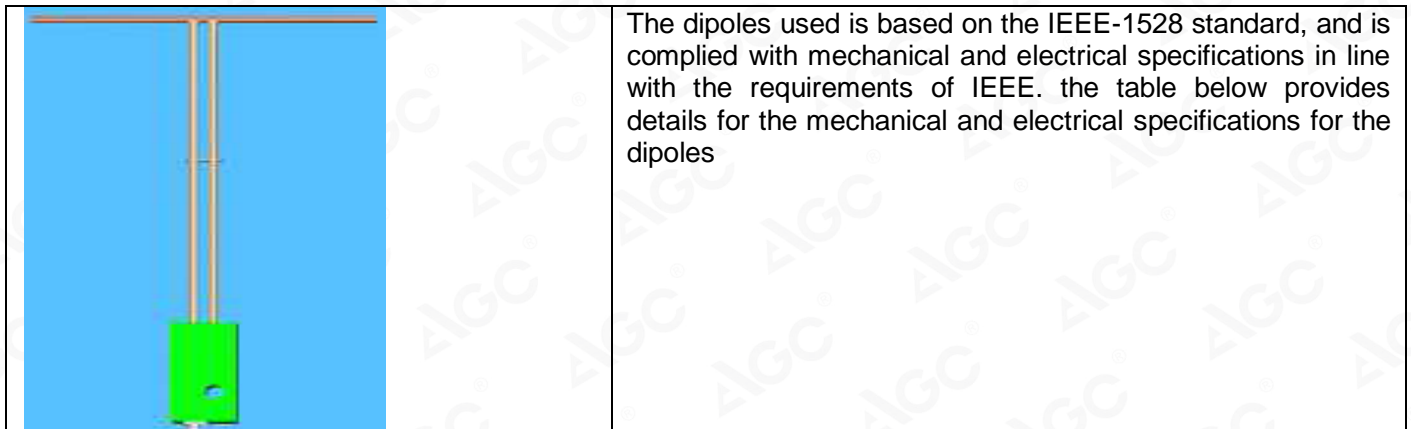 The dipoles used is based on the IEEE-1528 standard, and is
complied with mechanical and electrical specifications in line
with the requirements of IEEE. the table below provides
details for the mechanical and electrical specifications for the
dipoles